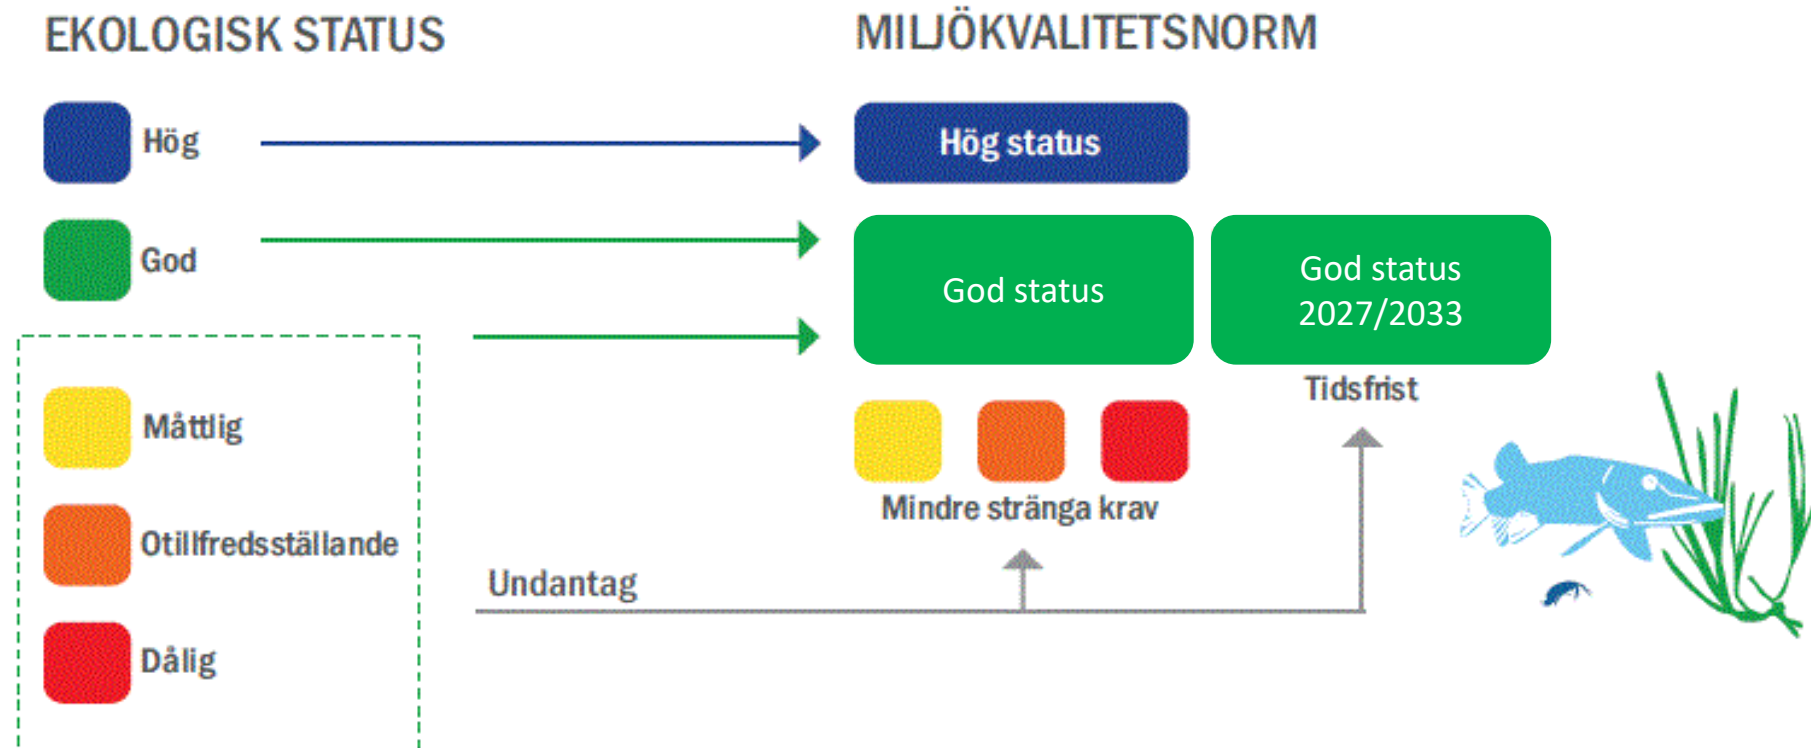 EKOLOGISK STATUS
MILJÖKVALITETSNORM
Hög
Hög status
God
God status
God status
2027/2033
Tidsfrist
Måttlig
Mindre stränga krav
Otillfredsställande
Undantag
Dålig